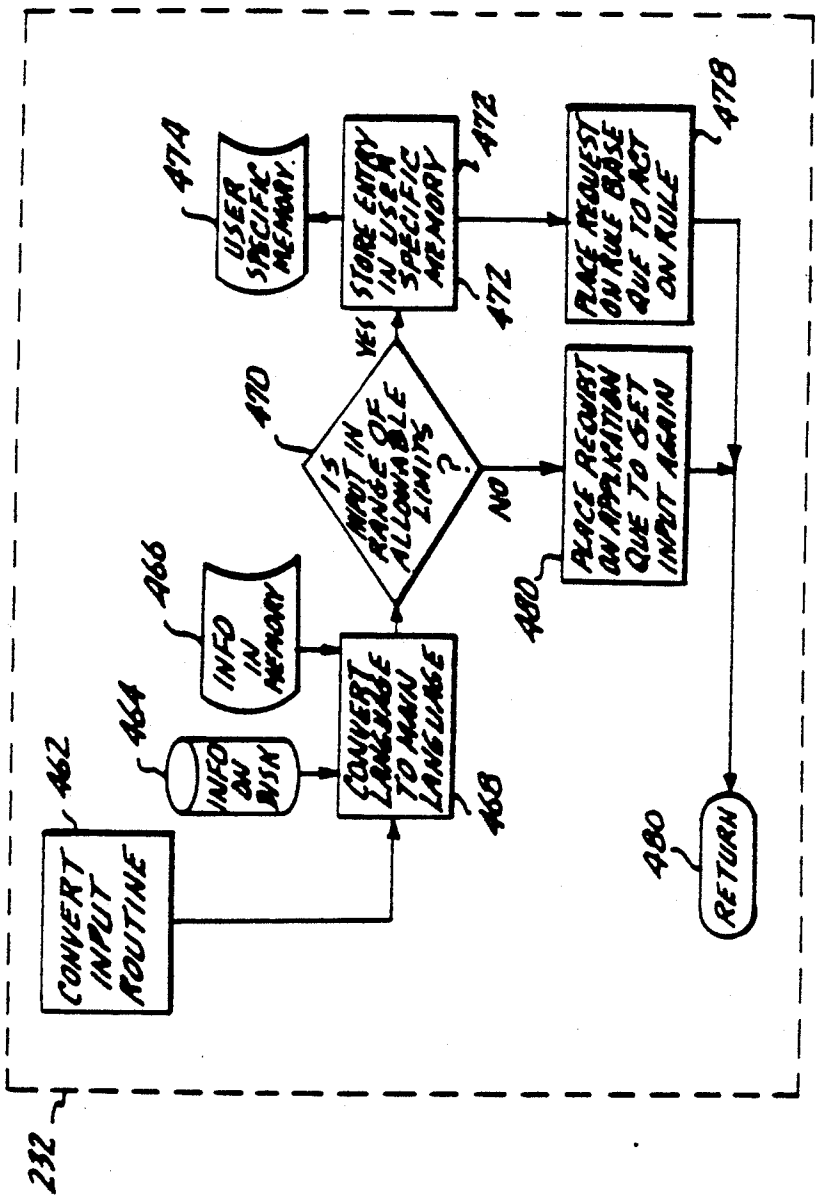 232
462
CONVERT
INPUT
ROUTINE
464
INFO
ON
DISK
466
INFO
IN
MEMORY
CONVERT
LANGUAGE
TO MAIN
LANGUAGE
468
470
IS
INPUT IN
RANGE OF
ALLOWABLE
LIMITS
?
YES
NO
474
USER
SPECIFIC
MEMORY.
STORE ENTRY
IN USER
SPECIFIC
MEMORY
472
472
PLACE REQUEST
ON RULE BASE
QUE TO ACT
ON RULE
478
PLACE REQUEST
ON APPLICATION
QUE TO GET
INPUT AGAIN
480
480
RETURN